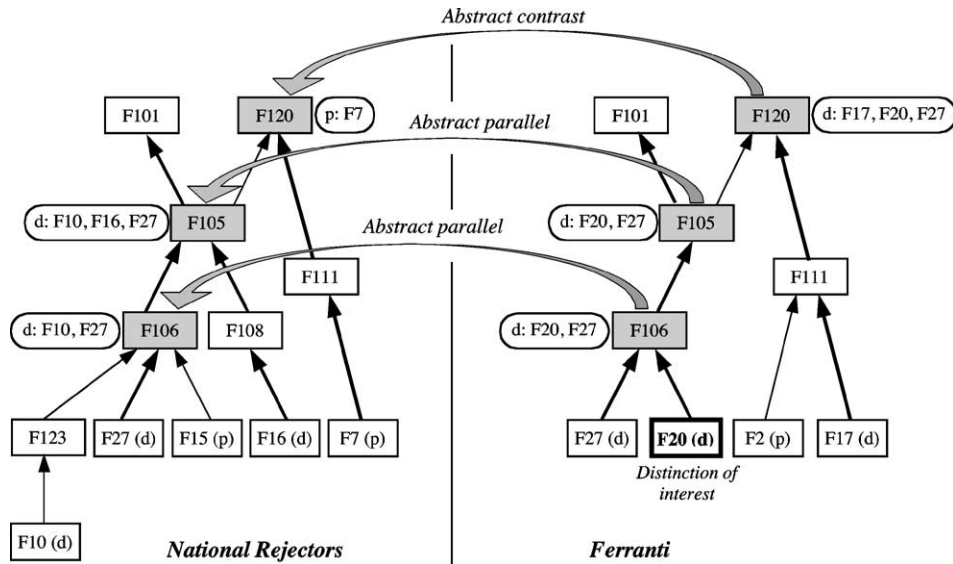 Abstract contrast
F101
F120
p: F7
F101
F120
d: F17, F20, F27
Abstract parallel
d: F10, F16, F27
F105
d: F20, F27
F105
Abstract parallel
F111
F111
d: F10, F27
F106
F108
d: F20, F27
F106
F123
F27 (d)
F15 (p)
F16 (d)
F7 (p)
F27 (d)
F20 (d)
F2 (p)
F17 (d)
Distinction of
interest
F10 (d)
National Rejectors
Ferranti